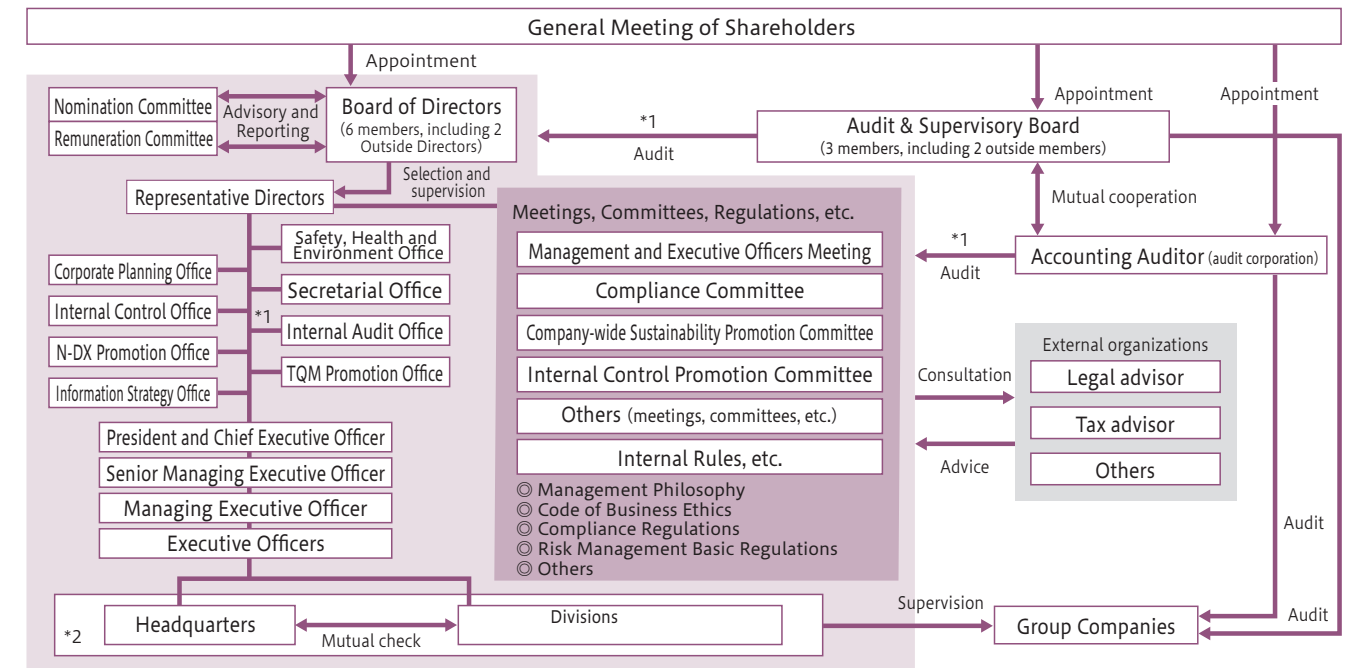 General Meeting of Shareholders
Appointment
Appointment
Appointment
Nomination Committee
Remuneration Committee
Advisory and
Reporting
Board of Directors
(6 members, including 2
Outside Directors)
*1
Audit
Audit & Supervisory Board
(3 members, including 2 outside members)
Selection and
supervision
Representative Directors
Mutual cooperation
*1
Audit
Accounting Auditor (audit corporation)
Safety, Health and
Environment Office
Corporate Planning Office
Secretarial Office
Internal Control Office
*1
Internal Audit Office
N-DX Promotion Office
TQM Promotion Office
Information Strategy Office
President and Chief Executive Officer
Senior Managing Executive Officer
Managing Executive Officer
Executive Officers
Meetings, Committees, Regulations, etc.
Management and Executive Officers Meeting
Compliance Committee
Company-wide Sustainability Promotion Committee
Internal Control Promotion Committee
Others (meetings, committees, etc.)
Internal Rules, etc.
◎ Management Philosophy
◎ Code of Business Ethics
◎ Compliance Regulations
◎ Risk Management Basic Regulations
◎ Others
Consultation
Advice
External organizations
Legal advisor
Tax advisor
Others
Audit
Audit
*2
Headquarters
Mutual check
Divisions
Supervision
Group Companies